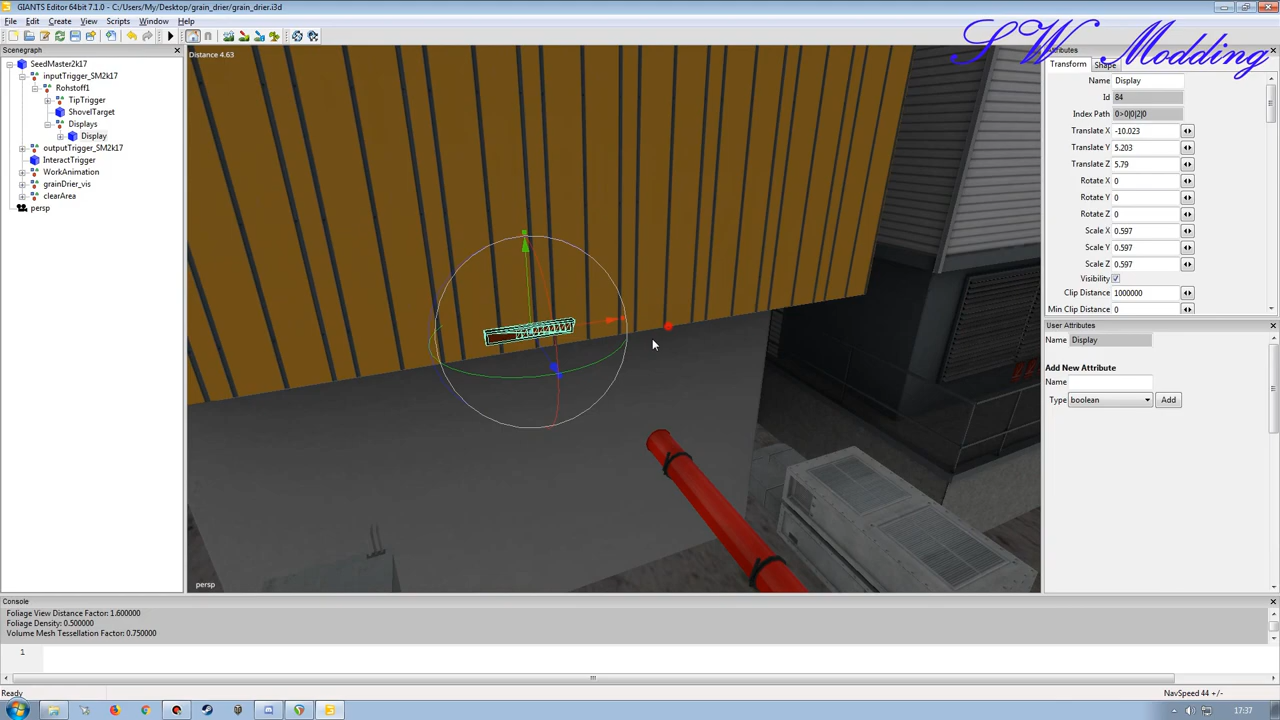 GIANTS Editor 64bit 7.1.0 - C:/Users/My/Desktop/grain_drier/grain_drier.i3d
File Edit View Create Scripts Window Help
SW Modding
Scenegraph
SeedMaster2k17
inputTrigger_SM2k17
Rohstoff1
TipTrigger
ShovelTarget
Displays
Display
outputTrigger_SM2k17
InteractTrigger
WorkAnimation
grainDrier_vis
clearArea
persp
Distance 4.63
persp
Attributes
Transform Shape
Name Display
Id 84
Index Path 0>0|0|2|0
Translate X -10.023
Translate Y 5.203
Translate Z 5.79
Rotate X 0
Rotate Y 0
Rotate Z 0
Scale X 0.597
Scale Y 0.597
Scale Z 0.597
Visibility
Clip Distance 1000000
Min Clip Distance 0
User Attributes
Name Display
Add New Attribute
Name
Type boolean Add
Console
Foliage View Distance Factor: 1.600000
Foliage Density: 0.500000
Volume Mesh Tessellation Factor: 0.750000
1
Ready
NavSpeed 44 +/-
17:37